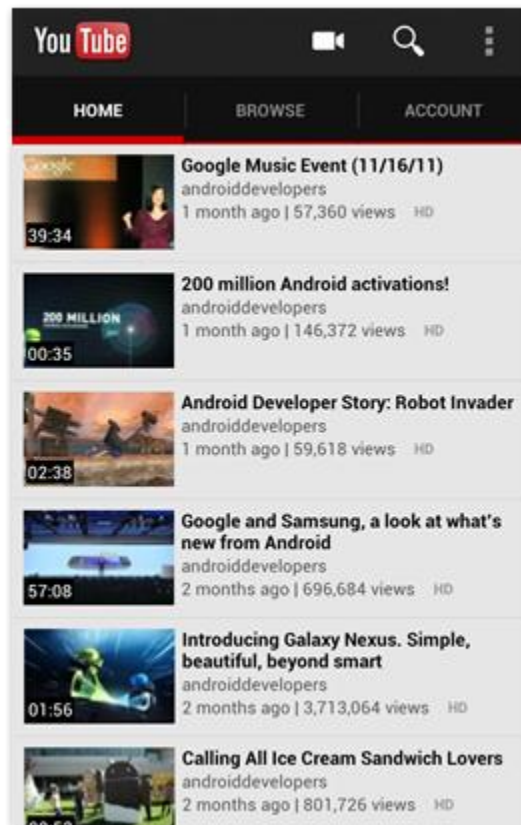 You Tube
HOME BROWSE ACCOUNT
Google
39:34
Google Music Event (11/16/11)
androiddevelopers
1 month ago | 57,360 views HD
200 MILLION
00:35
200 million Android activations!
androiddevelopers
1 month ago | 146,372 views HD
02:38
Android Developer Story: Robot Invader
androiddevelopers
1 month ago | 59,618 views HD
57:08
Google and Samsung, a look at what's
new from Android
androiddevelopers
2 months ago | 696,684 views HD
01:56
Introducing Galaxy Nexus. Simple,
beautiful, beyond smart
androiddevelopers
2 months ago | 3,713,064 views HD
Calling All Ice Cream Sandwich Lovers
androiddevelopers
2 months ago | 801,726 views HD